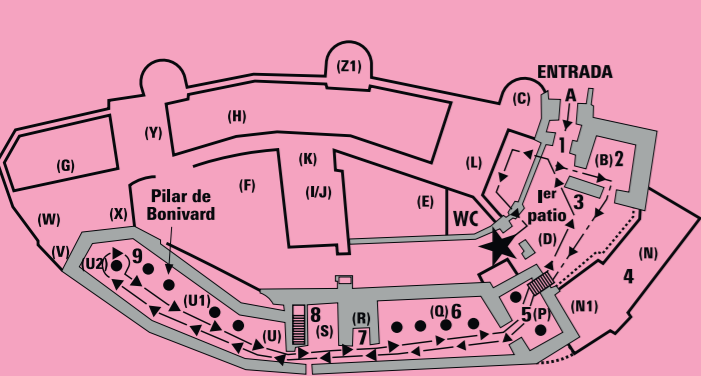 ENTRADA
A
(Z1)
(C)
(H)
(Y)
1
(B) 2
(G)
(K)
(L)
(F)
(I/J)
(E)
Pilar de
Bonivard
Ier
patio
3
(W)
(X)
WC
(D)
(V)
(N)
4
(U2)
9
(U1)
(N1)
8
(R)
(Q) 6
5 (P)
(U)
(S)
7